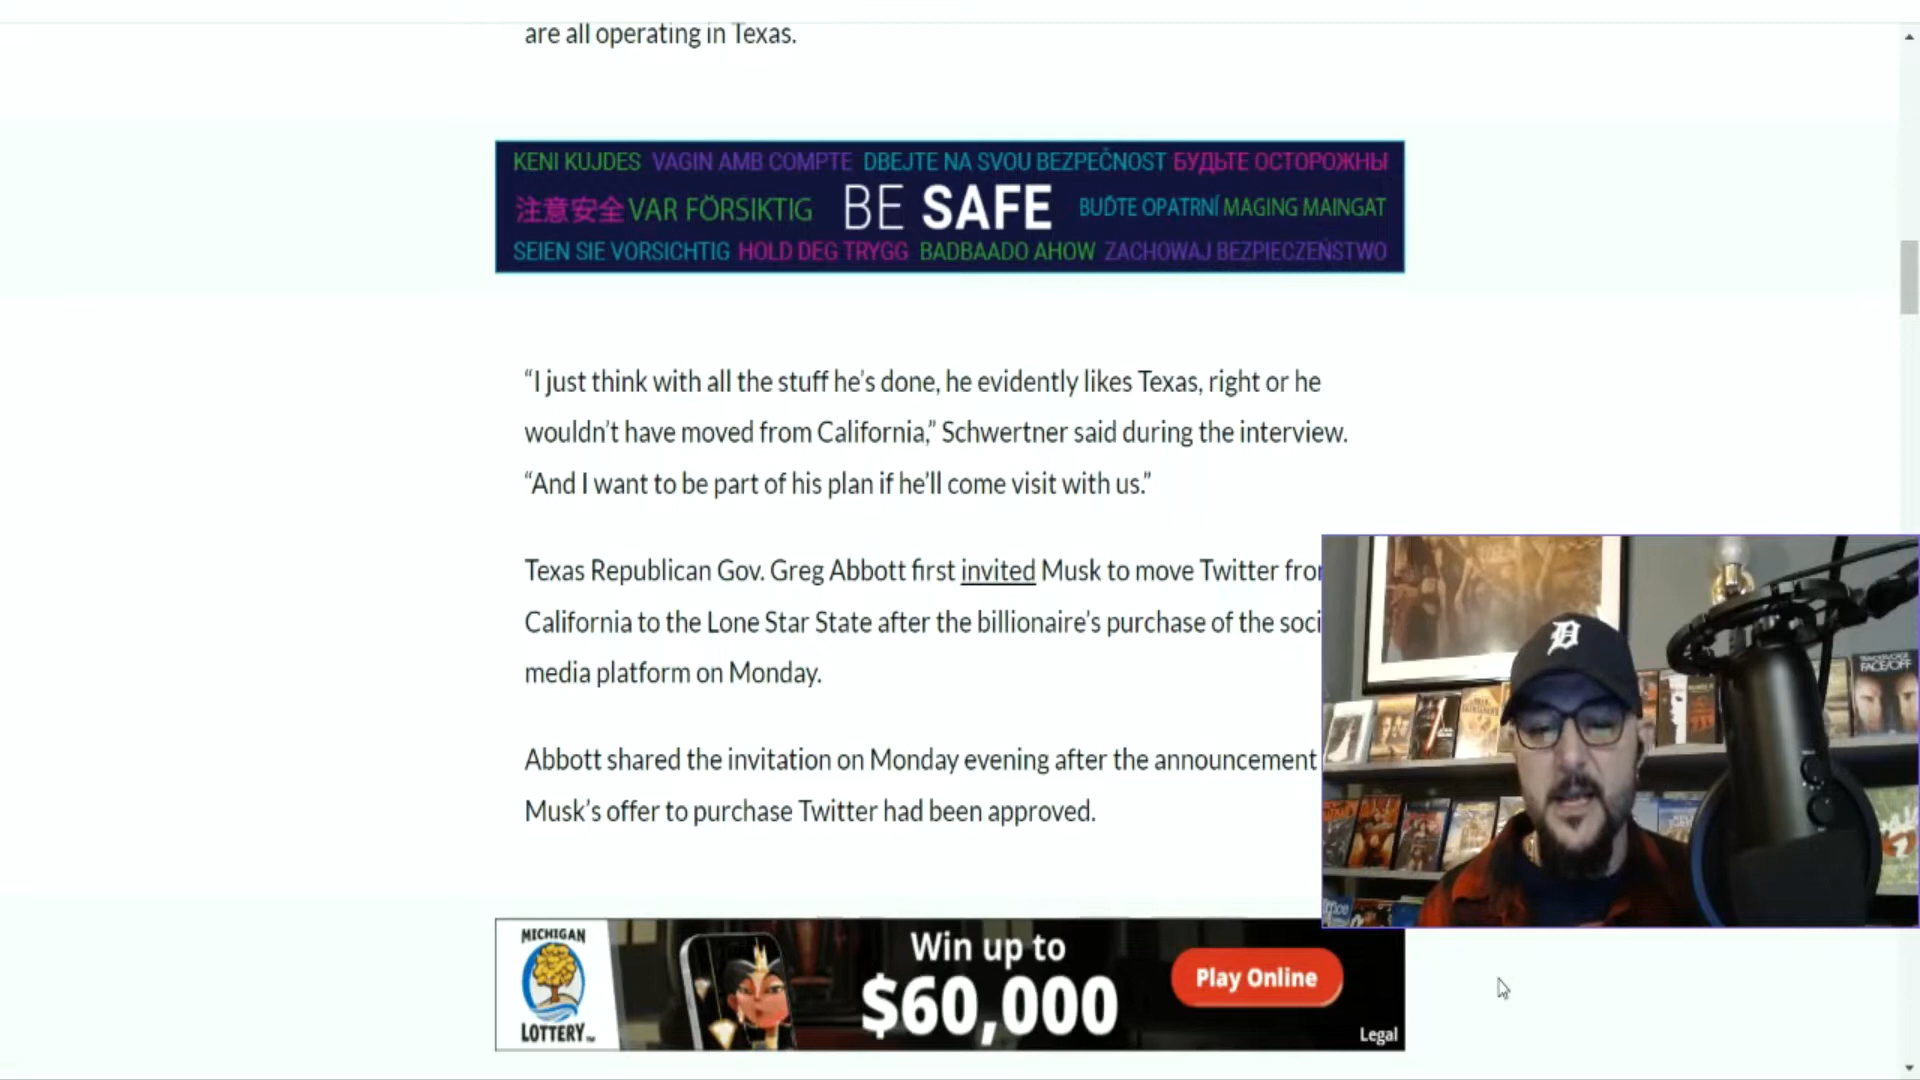 are all operating in Texas.
KENI KUJDES VAGIN AMB COMPTE DBEJTE NA SVOU BEZPEČNOST БУДЬТЕ ОСТОРОЖНЫ
注意安全 VAR FÖRSIKTIG BE SAFE BUĎTE OPATRNÍ MAGING MAINGAT
SEIEN SIE VORSICHTIG HOLD DEG TRYGG BADBAADO AHOW ZACHOWAJ BEZPIECZEŃSTWO
“I just think with all the stuff he’s done, he evidently likes Texas, right or he
wouldn’t have moved from California,” Schwertner said during the interview.
“And I want to be part of his plan if he’ll come visit with us.”
Texas Republican Gov. Greg Abbott first invited Musk to move Twitter fro
California to the Lone Star State after the billionaire’s purchase of the soci
media platform on Monday.
Abbott shared the invitation on Monday evening after the announcement
Musk’s offer to purchase Twitter had been approved.
FACE/OFF
MICHIGAN
LOTTERY
Win up to
$60,000
Play Online
Legal